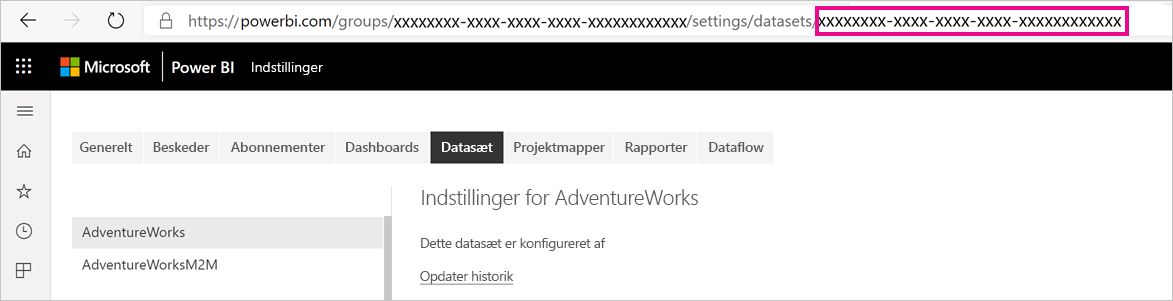 https://powerbi.com/groups/xxxxxxxx-xxxx-xxxx-xxxx-xxxxxxxxxxxx/settings/datasets/xxxxxxxx-xxxx-xxxx-xxxx-xxxxxxxxxxxx
Microsoft Power BI Indstillinger
Generelt Beskeder Abonnementer Dashboards Datasæt Projektmapper Rapporter Dataflow
Indstillinger for AdventureWorks
AdventureWorks
Dette datasæt er konfigureret af
AdventureWorksM2M
Opdater historik